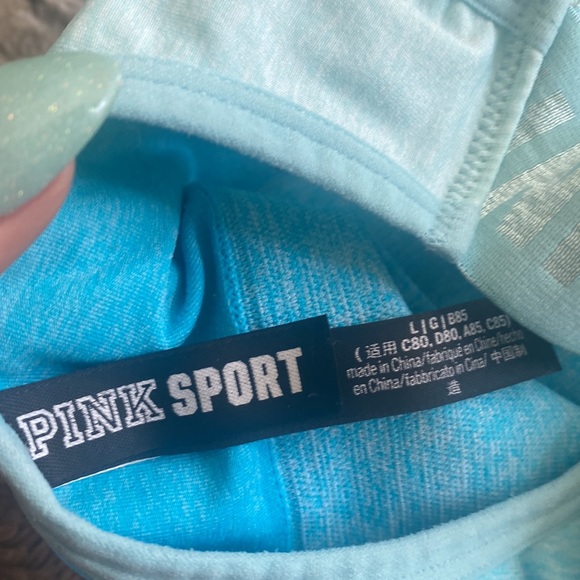 PINK SPORT
L | G | B85
(适用 C80, D80, A85, C85)
made in China/fabriqué en Chine/hecho
en China/fabbricato in Cina/ 中国制
造